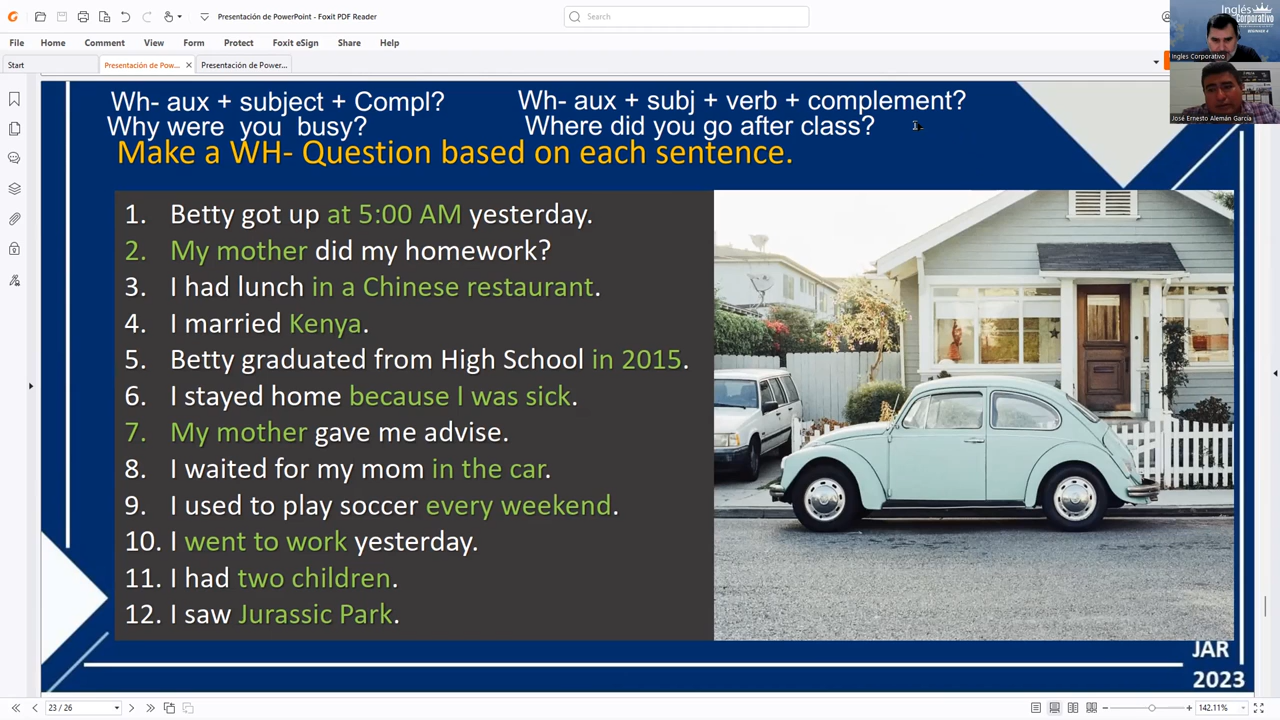 Presentación de PowerPoint - Foxit PDF Reader
Search
File Home Comment View Form Protect Foxit eSign Share Help
Start Presentación de Pow... Presentación de Power...
Inglés Corporativo
BEGINNER 4
Inglés Corporativo
José Ernesto Alemán García
Wh- aux + subject + Compl?
Why were you busy?
Wh- aux + subj + verb + complement?
Where did you go after class?
Make a WH- Question based on each sentence.
1. Betty got up at 5:00 AM yesterday.
2. My mother did my homework?
3. I had lunch in a Chinese restaurant.
4. I married Kenya.
5. Betty graduated from High School in 2015.
6. I stayed home because I was sick.
7. My mother gave me advise.
8. I waited for my mom in the car.
9. I used to play soccer every weekend.
10. I went to work yesterday.
11. I had two children.
12. I saw Jurassic Park.
JAR
2023
23 / 26
142.11%